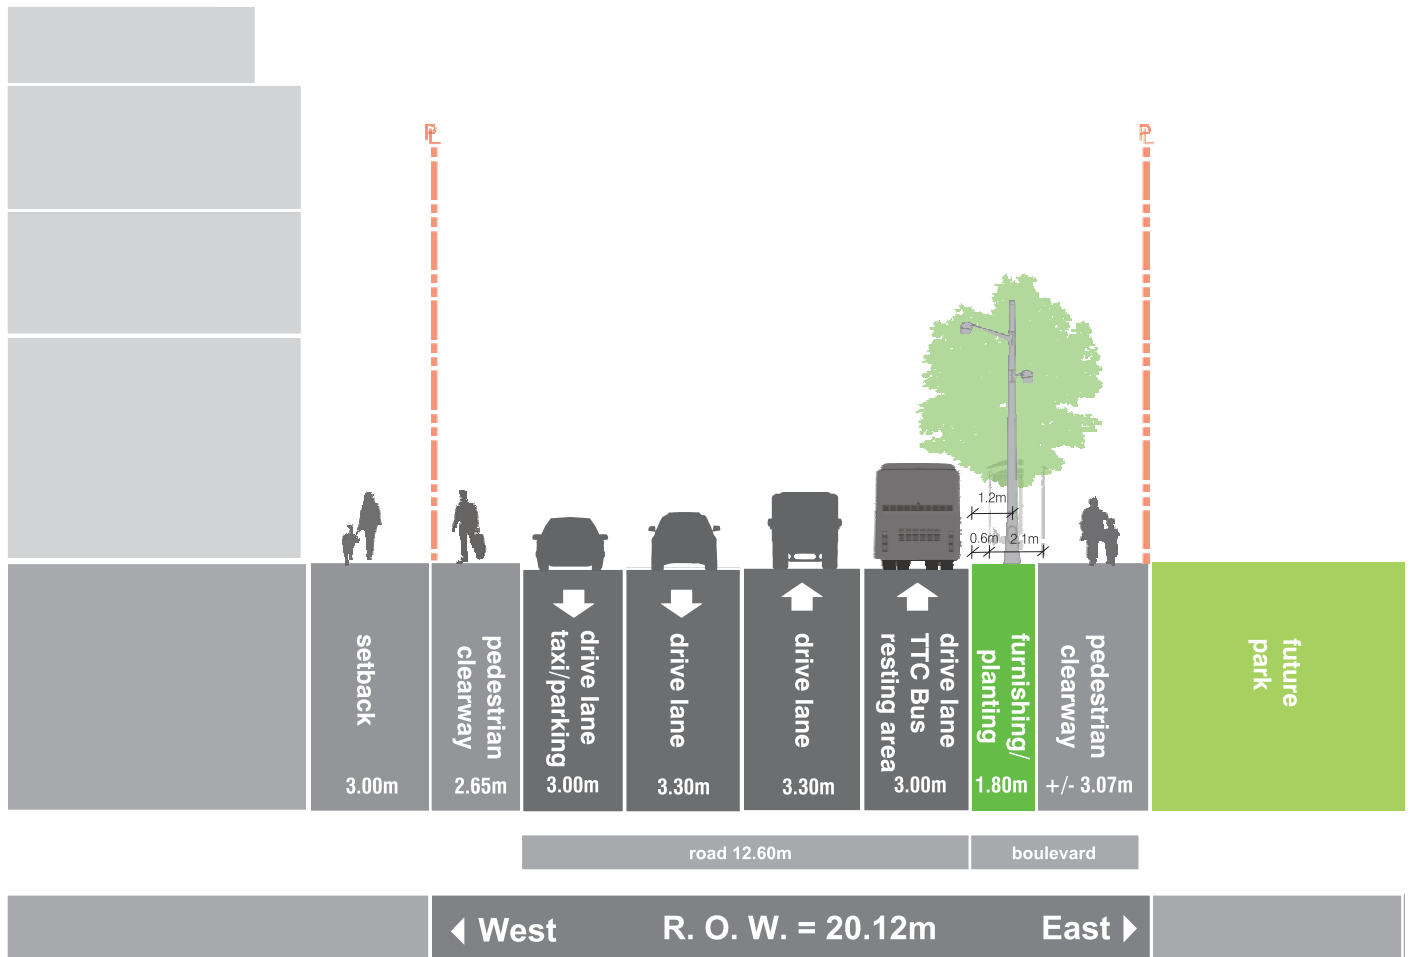 PL
PL
1.2m
0.6m
2.1m
setback
3.00m
pedestrian
clearway
2.65m
drive lane
taxi/parking
3.00m
drive lane
3.30m
drive lane
3.30m
drive lane
TTC Bus
resting area
3.00m
furnishing/
planting
1.80m
pedestrian
clearway
+/- 3.07m
future
park
road 12.60m
boulevard
West
R. O. W. = 20.12m
East